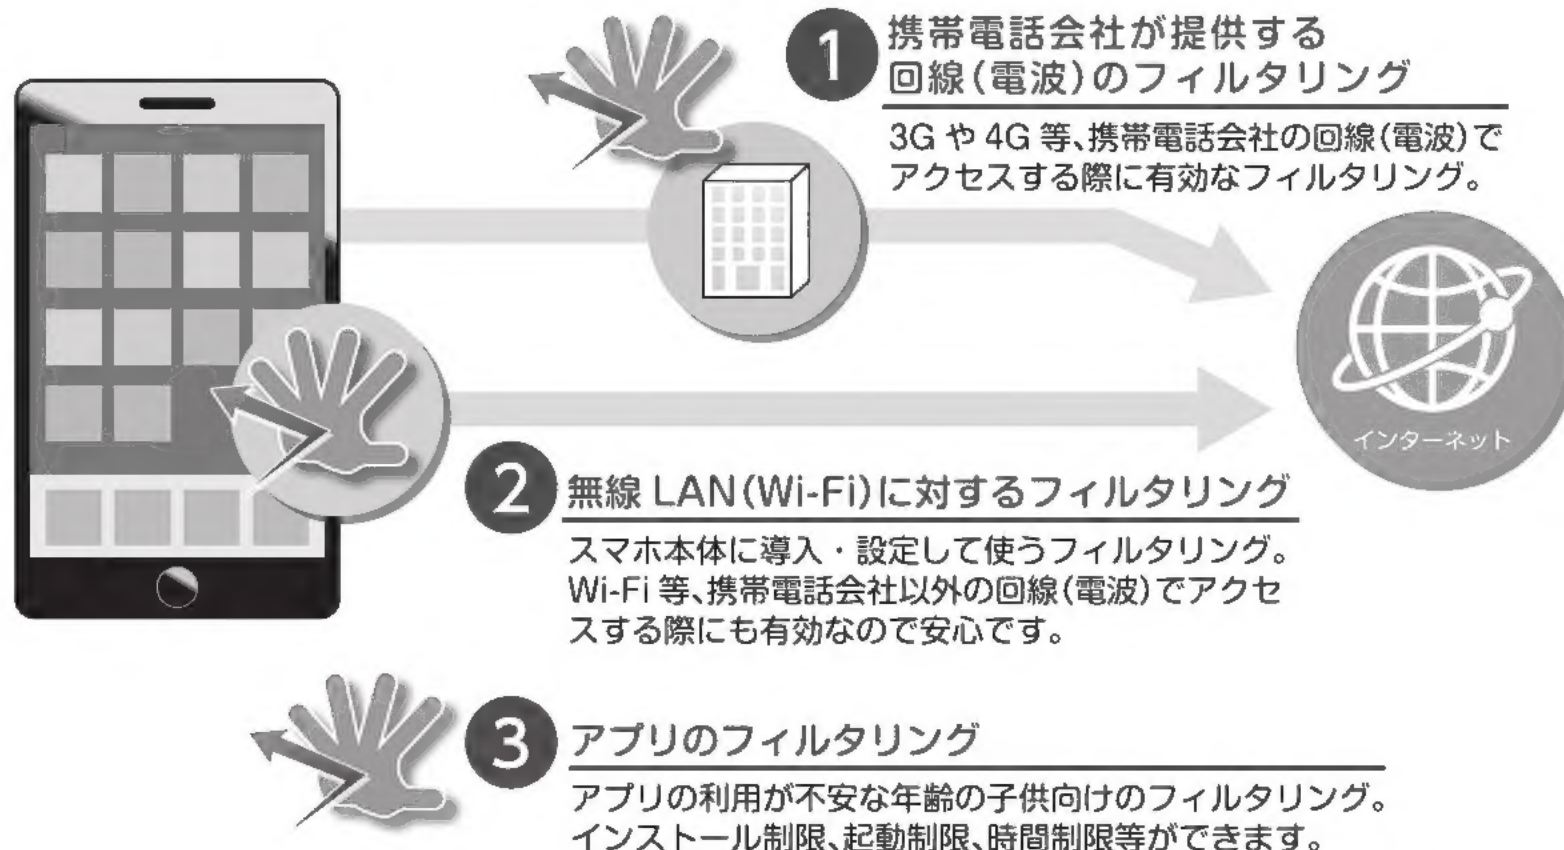 1 携帯電話会社が提供する
回線(電波)のフィルタリング
3G や 4G 等、携帯電話会社の回線(電波)で
アクセスする際に有効なフィルタリング。
インターネット
2 無線 LAN(Wi-Fi)に対するフィルタリング
スマホ本体に導入・設定して使うフィルタリング。
Wi-Fi 等、携帯電話会社以外の回線(電波)でアクセ
スする際にも有効なので安心です。
3 アプリのフィルタリング
アプリの利用が不安な年齢の子供向けのフィルタリング。
インストール制限、起動制限、時間制限等ができます。